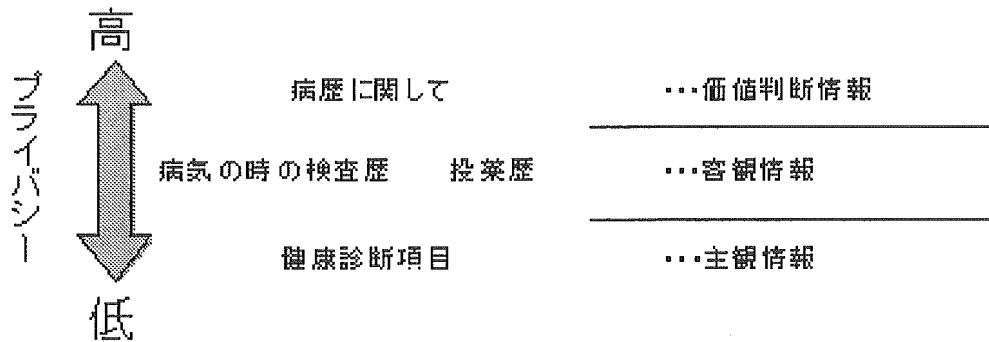 高
プライバシー
病歴に関して …価値判断情報
病気の時の検査歴 投薬歴 …客観情報
健康診断項目 …主観情報
低